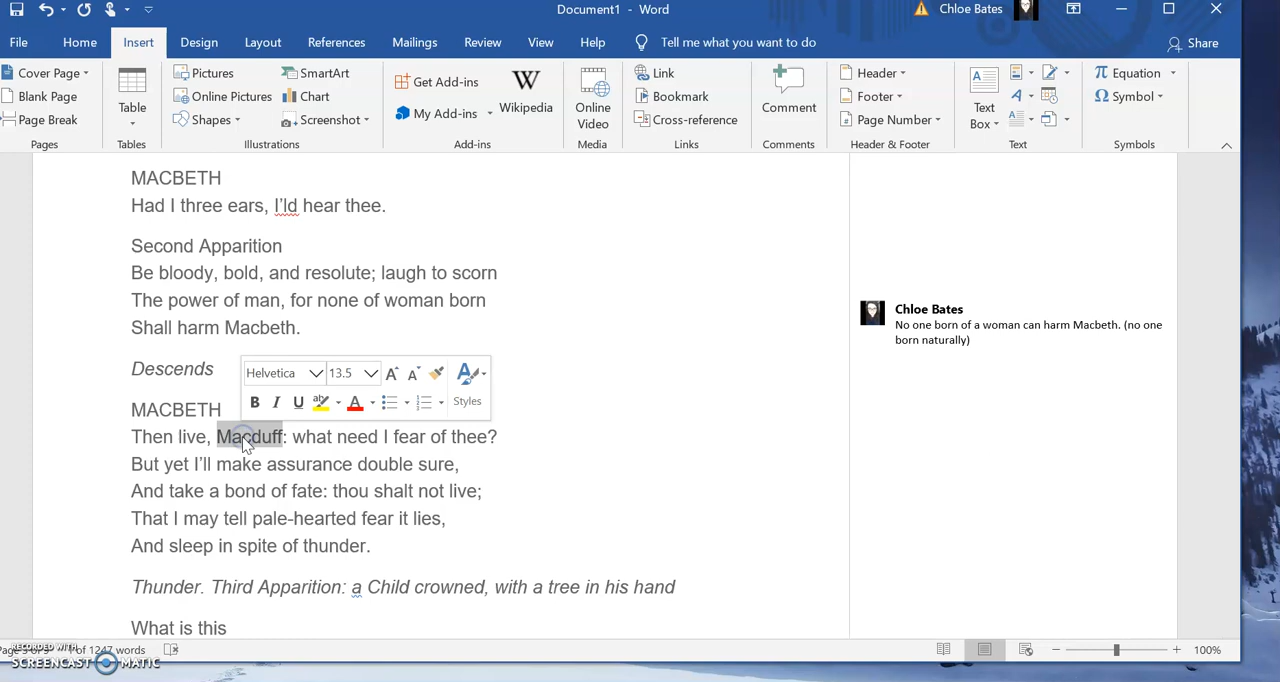 Document1 - Word
Chloe Bates
File Home Insert Design Layout References Mailings Review View Help Tell me what you want to do Share
Cover Page
Blank Page
Page Break
Pages
Table
Tables
Pictures
Online Pictures
Shapes
SmartArt
Chart
Screenshot
Illustrations
Get Add-ins
My Add-ins
Wikipedia
Add-ins
Online
Video
Media
Link
Bookmark
Cross-reference
Links
Comment
Comments
Header
Footer
Page Number
Header & Footer
Text
Box
Text
Equation
Symbol
Symbols
MACBETH
Had I three ears, I'ld hear thee.
Second Apparition
Be bloody, bold, and resolute; laugh to scorn
The power of man, for none of woman born
Shall harm Macbeth.
Descends
Helvetica 13.5
B I U Styles
MACBETH
Then live, Macduff: what need I fear of thee?
But yet I'll make assurance double sure,
And take a bond of fate: thou shalt not live;
That I may tell pale-hearted fear it lies,
And sleep in spite of thunder.
Thunder. Third Apparition: a Child crowned, with a tree in his hand
What is this
Chloe Bates
No one born of a woman can harm Macbeth. (no one
born naturally)
of 1247 words
100%
RECORDED WITH
SCREENCAST MATIC